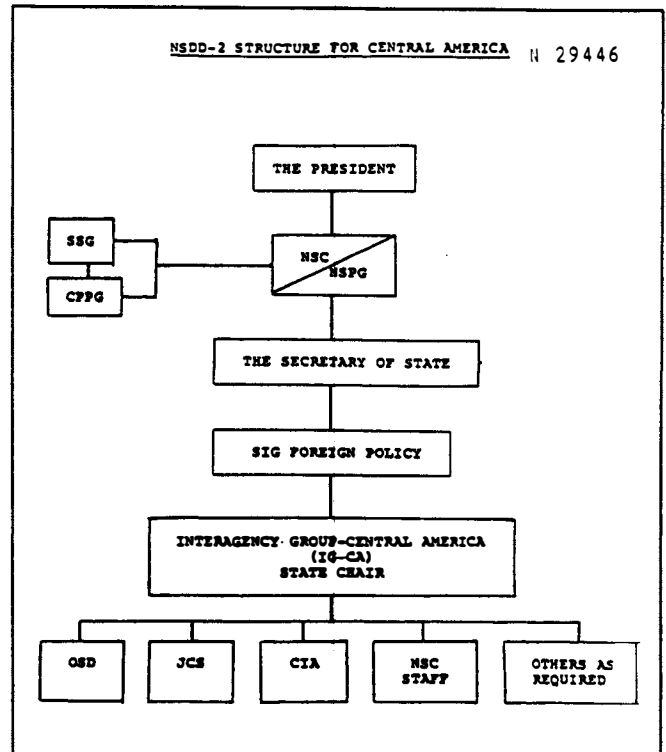 NSDD-2 STRUCTURE FOR CENTRAL AMERICA N 29446
THE PRESIDENT
SSG
CPPG
NSC
NSPG
THE SECRETARY OF STATE
SIG FOREIGN POLICY
INTERAGENCY GROUP-CENTRAL AMERICA
(IG-CA)
STATE CHAIR
OSD
JCS
CIA
NSC
STAFF
OTHERS AS
REQUIRED